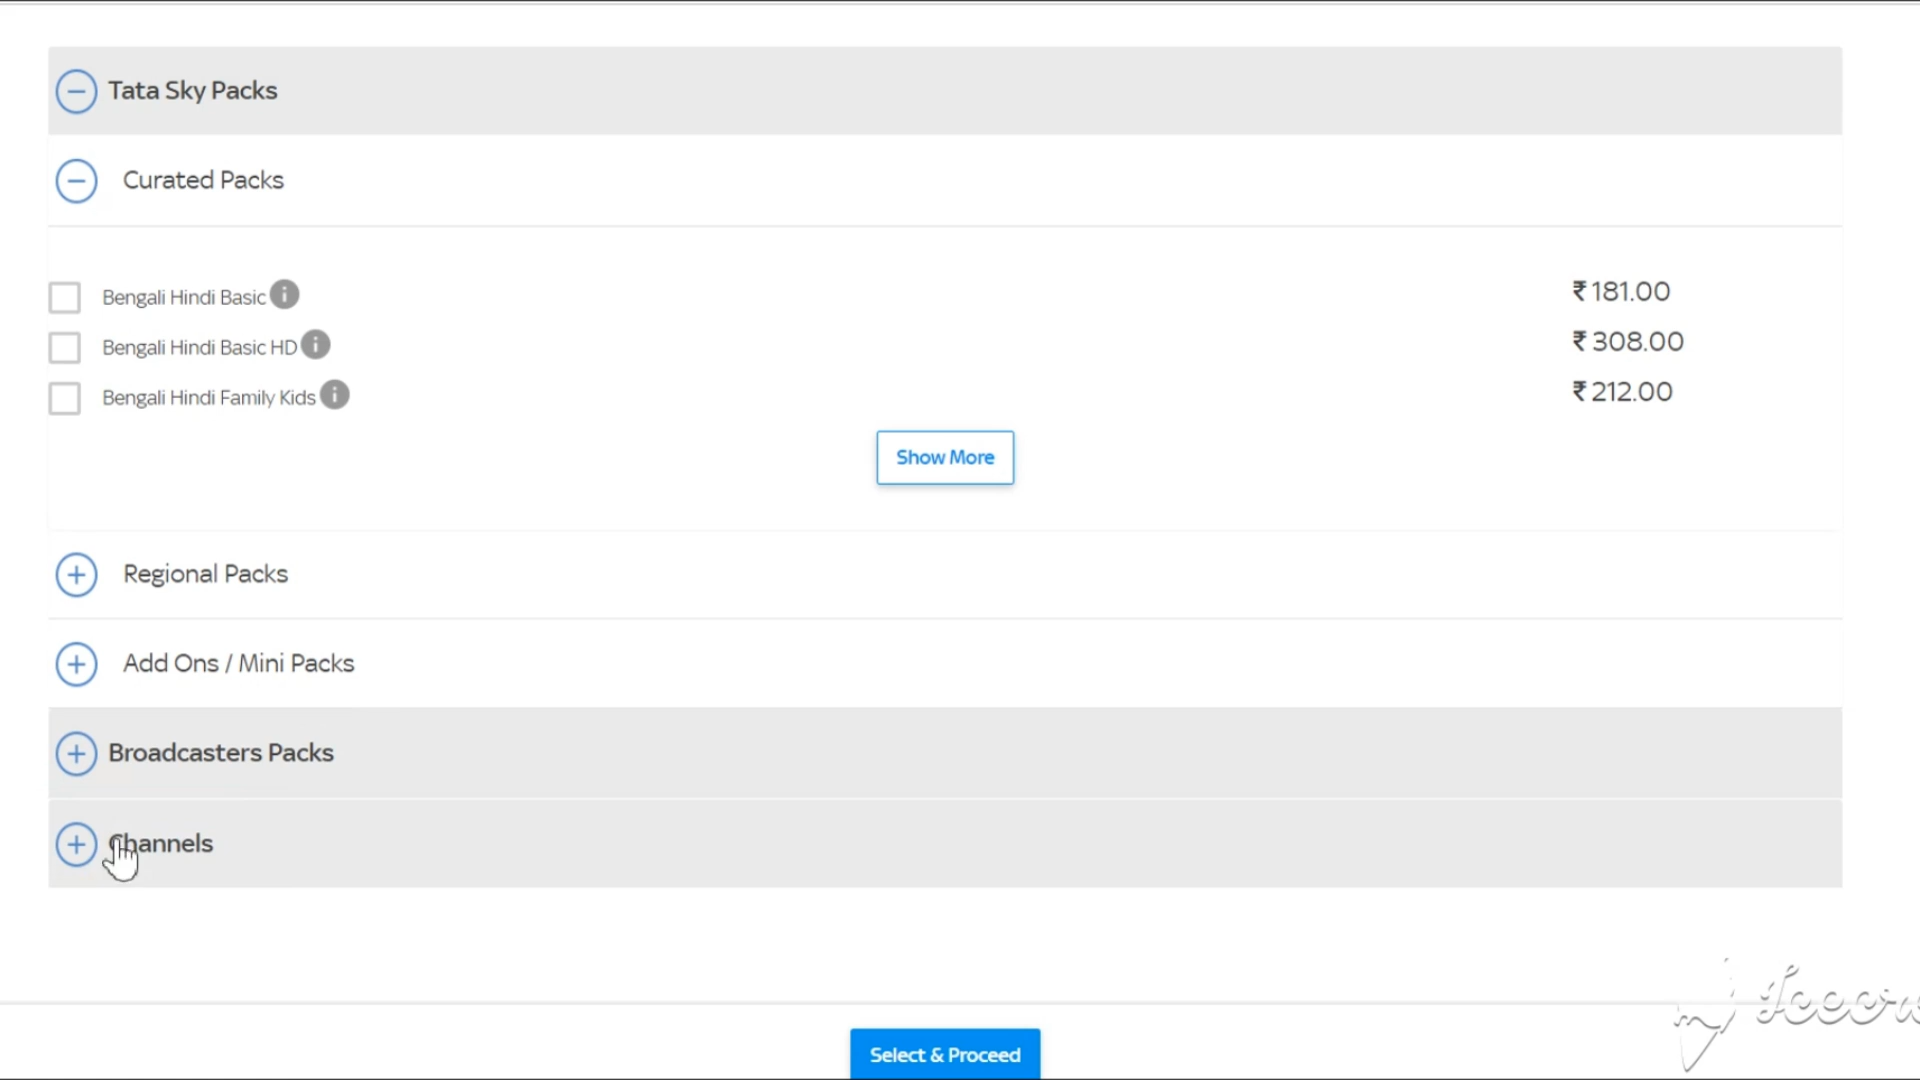 Tata Sky Packs
Curated Packs
Bengali Hindi Basic ₹ 181.00
Bengali Hindi Basic HD ₹ 308.00
Bengali Hindi Family Kids ₹ 212.00
Show More
Regional Packs
Add Ons / Mini Packs
Broadcasters Packs
Channels
Select & Proceed